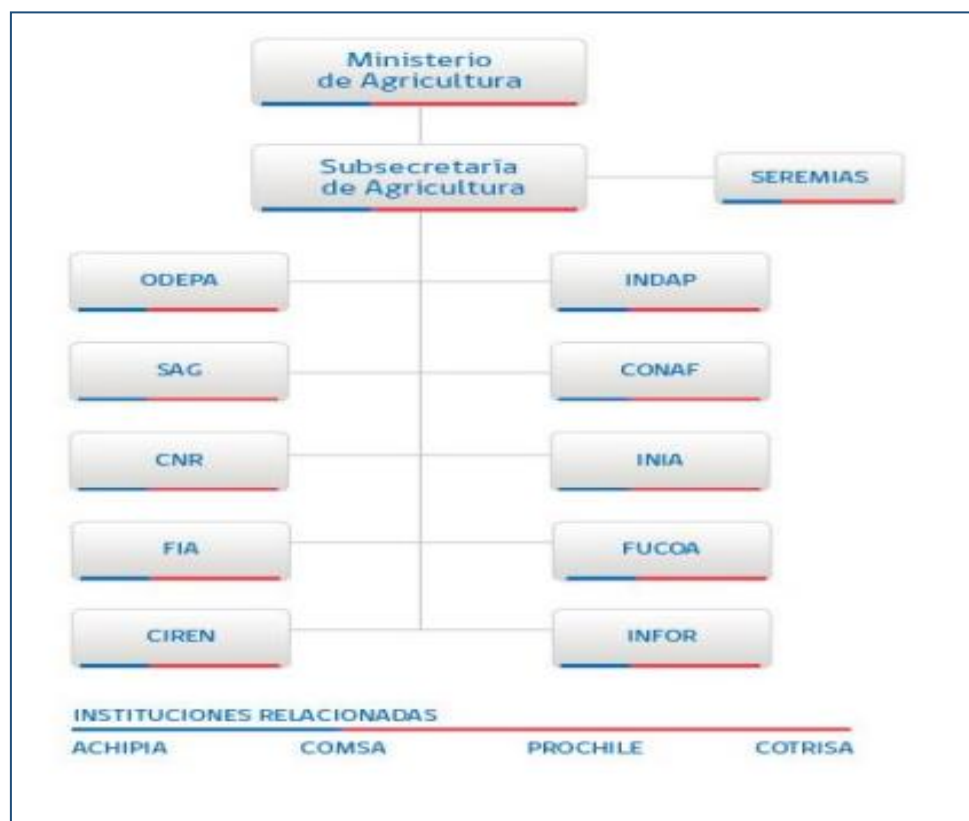 Ministerio
de Agricultura
Subsecretaría
de Agricultura
SEREMIAS
ODEPA
INDAP
SAG
CONAF
CNR
INIA
FIA
FUCOA
CIREN
INFOR
INSTITUCIONES RELACIONADAS
ACHIPIA COMSA PROCHILE COTRISA